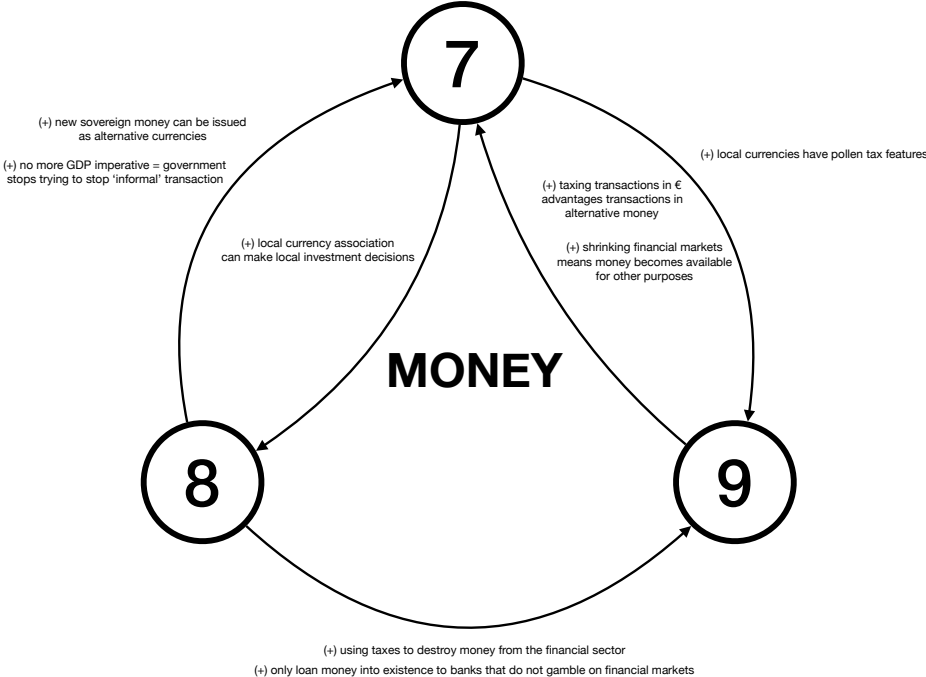 7
(+) new sovereign money can be issued
as alternative currencies
(+) no more GDP imperative = government
stops trying to stop ‘informal’ transaction
(+) local currencies have pollen tax features
(+) taxing transactions in €
advantages transactions in
alternative money
(+) local currency association
can make local investment decisions
(+) shrinking financial markets
means money becomes available
for other purposes
MONEY
8
9
(+) using taxes to destroy money from the financial sector
(+) only loan money into existence to banks that do not gamble on financial markets